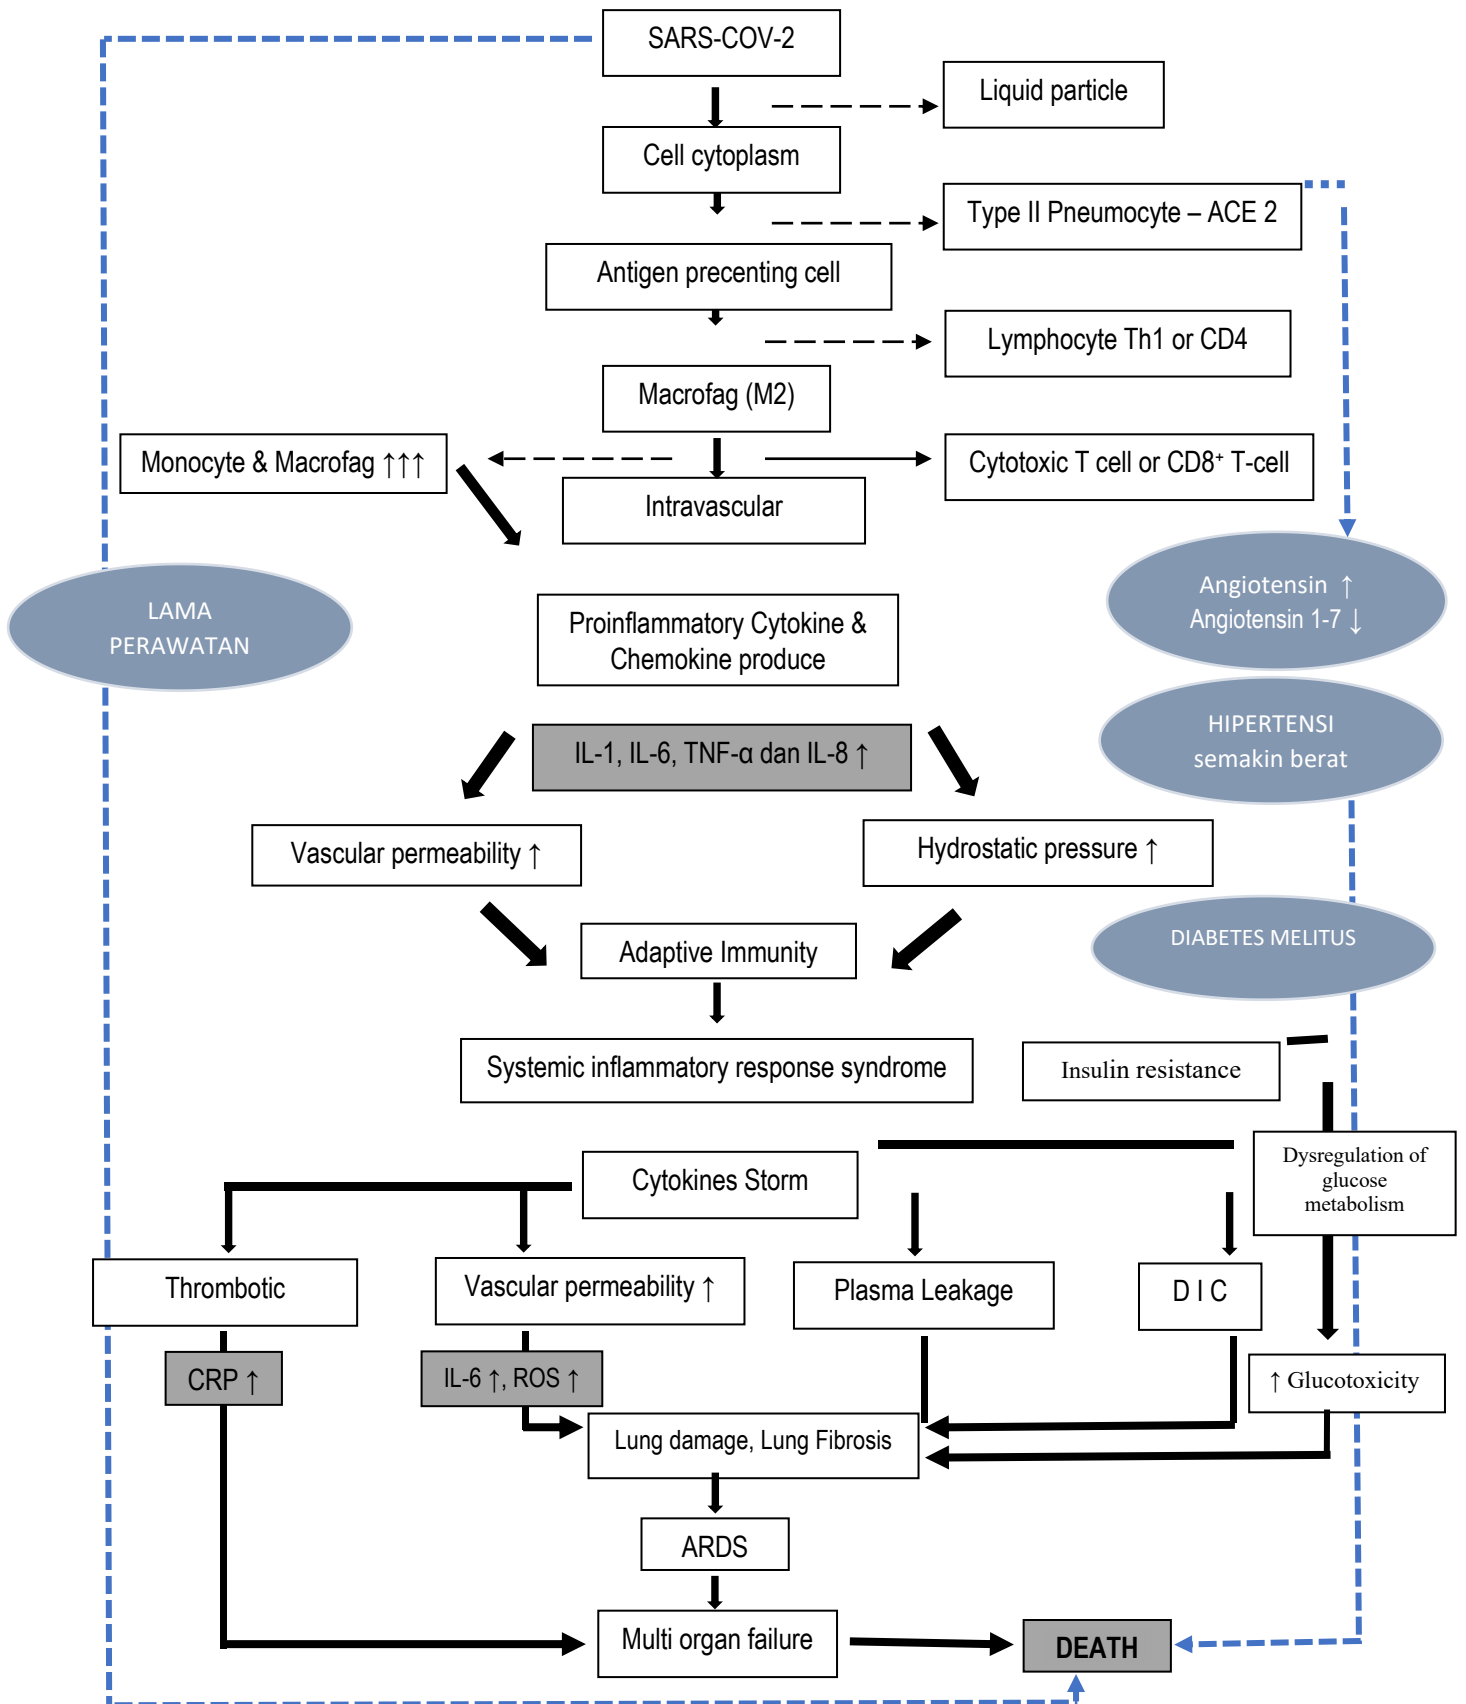 SARS-COV-2
Liquid particle
Cell cytoplasm
Type II Pneumocyte – ACE 2
Antigen precenting cell
Lymphocyte Th1 or CD4
Macrofag (M2)
Monocyte & Macrofag ↑↑↑
Cytotoxic T cell or CD8⁺ T-cell
Intravascular
LAMA
PERAWATAN
Angiotensin ↑
Angiotensin 1-7 ↓
Proinflammatory Cytokine &
Chemokine produce
HIPERTENSI
semakin berat
IL-1, IL-6, TNF-α dan IL-8 ↑
Vascular permeability ↑
Hydrostatic pressure ↑
Adaptive Immunity
DIABETES MELITUS
Systemic inflammatory response syndrome
Insulin resistance
Cytokines Storm
Dysregulation of
glucose
metabolism
Thrombotic
Vascular permeability ↑
Plasma Leakage
D I C
CRP ↑
IL-6 ↑, ROS ↑
↑ Glucotoxicity
Lung damage, Lung Fibrosis
ARDS
Multi organ failure
DEATH